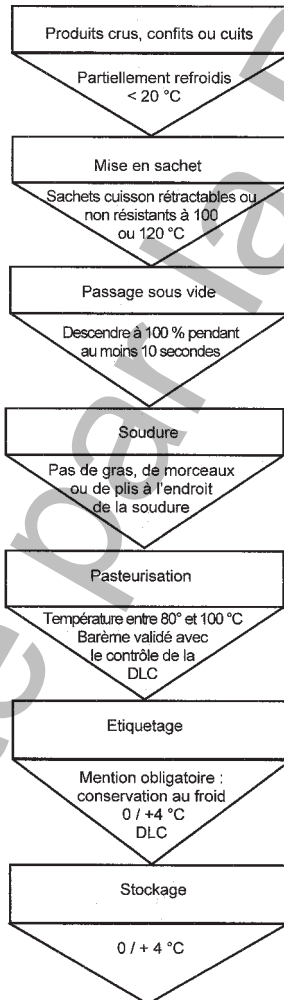 Produits crus, confits ou cuits
Partiellement refroidis
< 20 °C
Mise en sachet
Sachets cuisson rétractables ou
non résistants à 100
ou 120 °C
Passage sous vide
Descendre à 100 % pendant
au moins 10 secondes
Soudure
Pas de gras, de morceaux
ou de plis à l'endroit
de la soudure
Pasteurisation
Température entre 80° et 100 °C
Barème validé avec
le contrôle de la
DLC
Etiquetage
Mention obligatoire :
conservation au froid
0 / +4 °C
DLC
Stockage
0 / + 4 °C